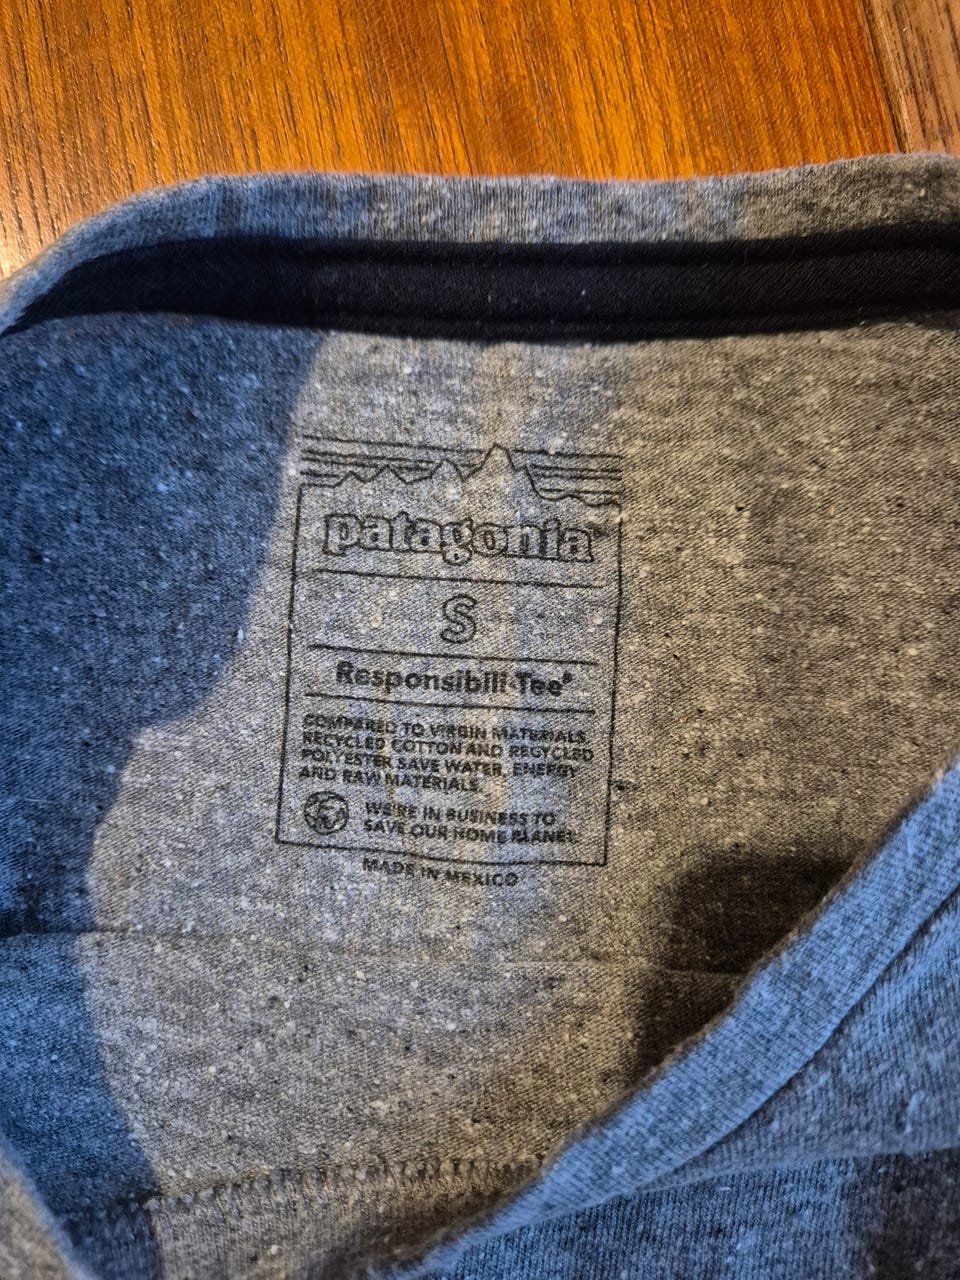 patagonia
S
Responsibili-Tee®
COMPARED TO VIRGIN MATERIALS,
RECYCLED COTTON AND RECYCLED
POLYESTER SAVE WATER, ENERGY
AND RAW MATERIALS.
WE'RE IN BUSINESS TO
SAVE OUR HOME PLANET.
MADE IN MEXICO